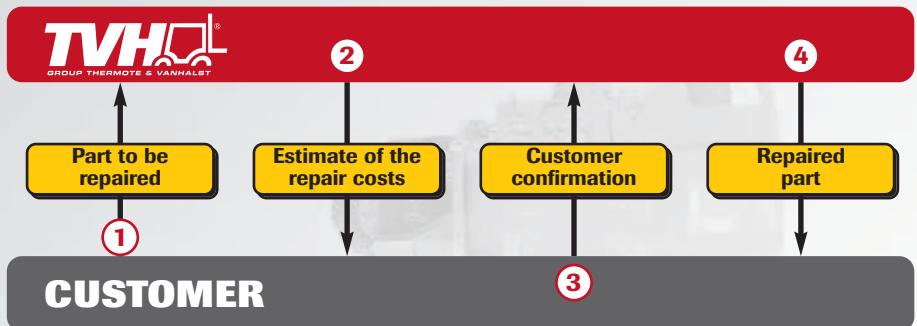 TVH®
GROUP THERMOTE & VANHALST
2
4
Part to be
repaired
Estimate of the
repair costs
Customer
confirmation
Repaired
part
1
3
CUSTOMER